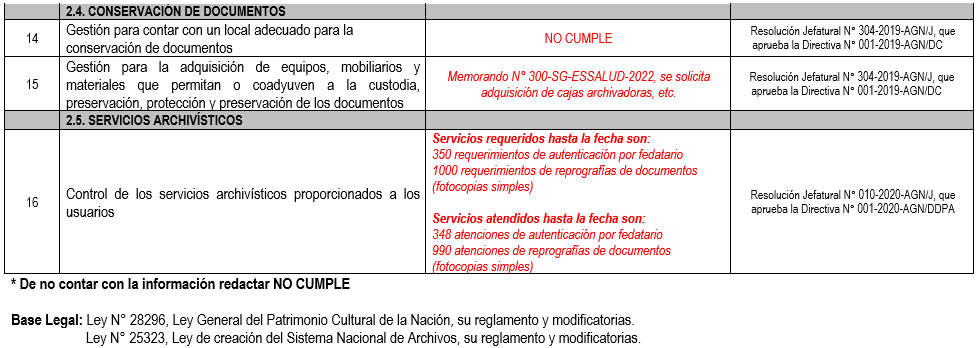 2.4. CONSERVACIÓN DE DOCUMENTOS
14
Gestión para contar con un local adecuado para la
conservación de documentos
NO CUMPLE
Resolución Jefatural N° 304-2019-AGN/J, que
aprueba la Directiva N° 001-2019-AGN/DC
15
Gestión para la adquisición de equipos, mobiliarios y
materiales que permitan o coadyuven a la custodia,
preservación, protección y preservación de los documentos
Memorando N° 300-SG-ESSALUD-2022, se solicita
adquisición de cajas archivadoras, etc.
Resolución Jefatural N° 304-2019-AGN/J, que
aprueba la Directiva N° 001-2019-AGN/DC
2.5. SERVICIOS ARCHIVÍSTICOS
16
Control de los servicios archivísticos proporcionados a los
usuarios
Servicios requeridos hasta la fecha son:
350 requerimientos de autenticación por fedatario
1000 requerimientos de reprografías de documentos
(fotocopias simples)
Servicios atendidos hasta la fecha son:
348 atenciones de autenticación por fedatario
990 atenciones de reprografías de documentos
(fotocopias simples)
Resolución Jefatural N° 010-2020-AGN/J, que
aprueba la Directiva N° 001-2020-AGN/DDPA
* De no contar con la información redactar NO CUMPLE
Base Legal: Ley N° 28296, Ley General del Patrimonio Cultural de la Nación, su reglamento y modificatorias.
Ley N° 25323, Ley de creación del Sistema Nacional de Archivos, su reglamento y modificatorias.